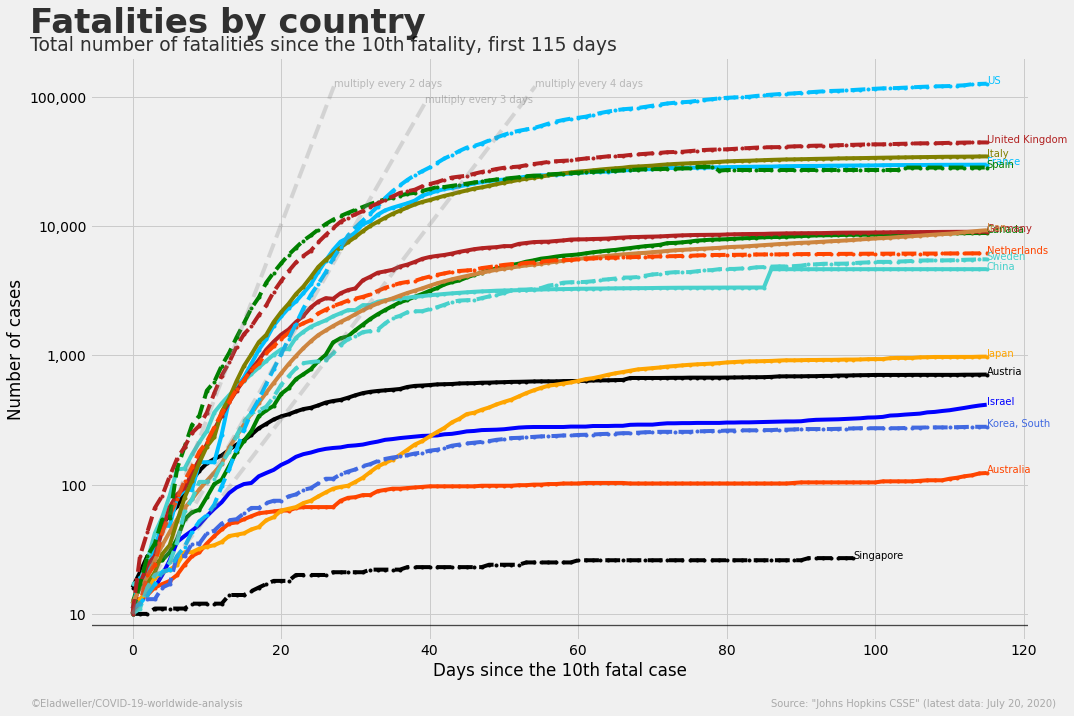 Fatalities by country
Total number of fatalities since the 10th fatality, first 115 days
multiply every 2 days
multiply every 3 days
multiply every 4 days
US
United Kingdom
Italy
France
Spain
Germany
Canada
Netherlands
Sweden
China
Japan
Austria
Israel
Korea, South
Australia
Singapore
Number of cases
100,000
10,000
1,000
100
10
0
20
40
60
80
100
120
Days since the 10th fatal case
©Eladweller/COVID-19-worldwide-analysis
Source: "Johns Hopkins CSSE" (latest data: July 20, 2020)